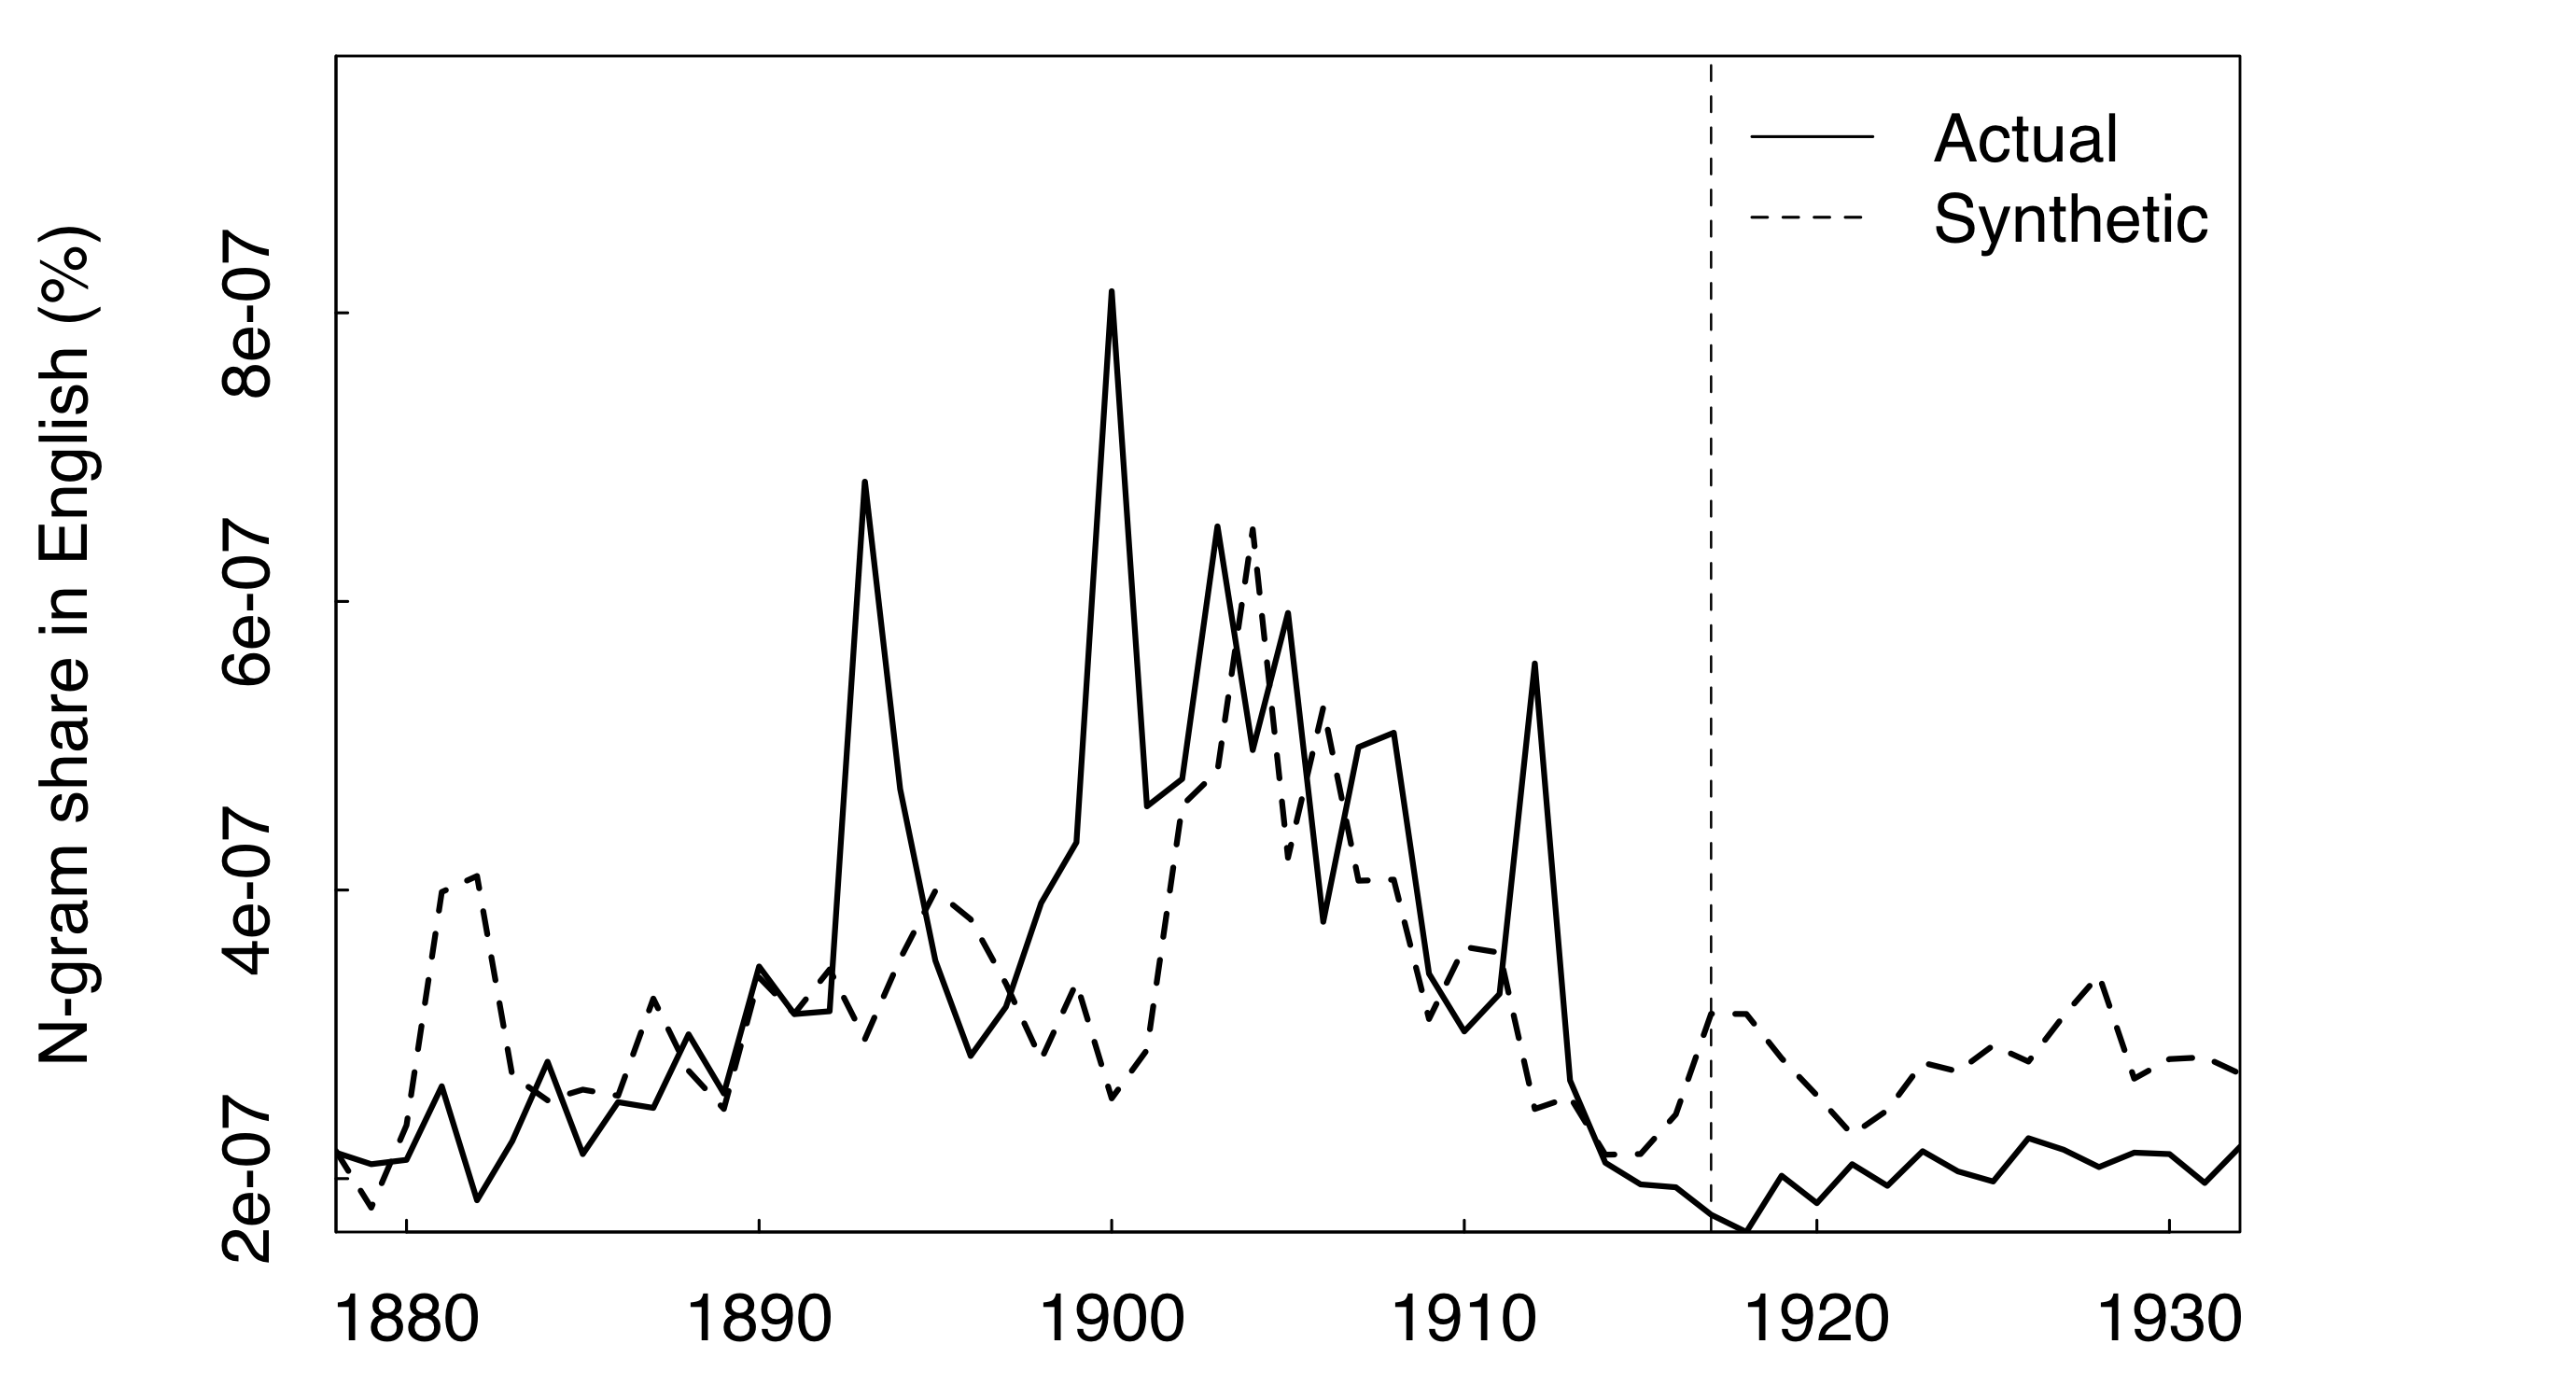 N-gram share in English (%)
8e-07
6e-07
4e-07
2e-07
Actual
Synthetic
1880 1890 1900 1910 1920 1930